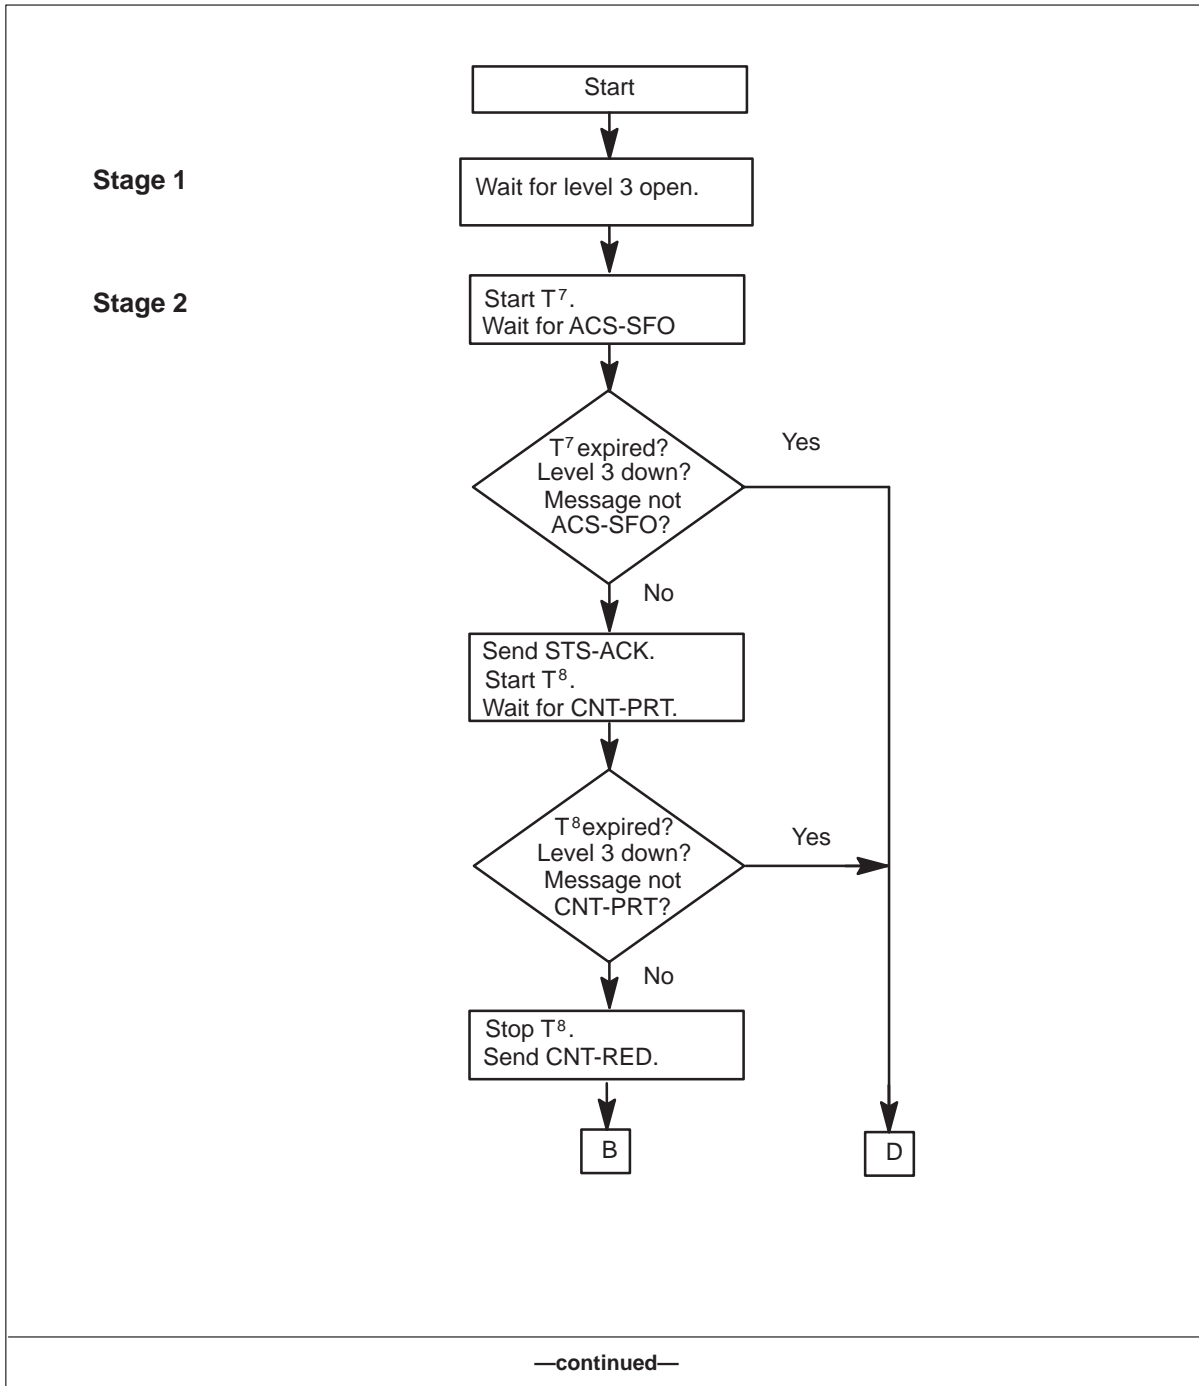 Start
Stage 1
Wait for level 3 open.
Stage 2
Start T⁷.
Wait for ACS-SFO
T⁷ expired?
Level 3 down?
Message not
ACS-SFO?
Yes
No
Send STS-ACK.
Start T⁸.
Wait for CNT-PRT.
T⁸ expired?
Level 3 down?
Message not
CNT-PRT?
Yes
No
Stop T⁸.
Send CNT-RED.
B
D
—continued—